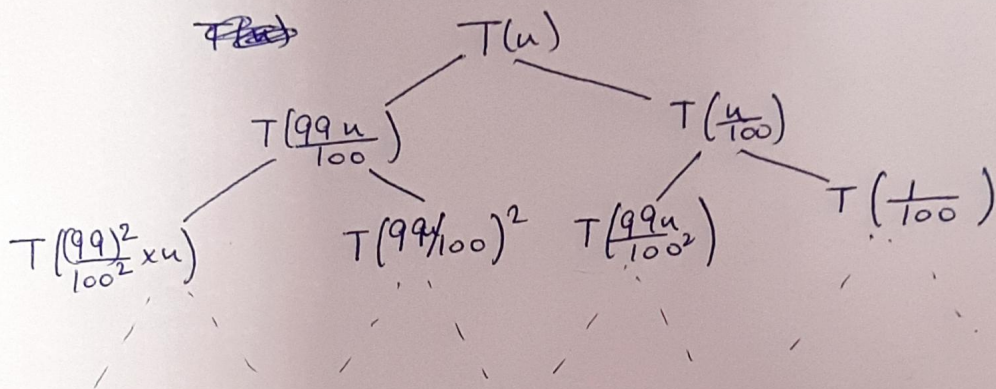 T(n)
T(99n/100) T(n/100)
T((99)²/100² × n) T(99/100)² T(99n/100²) T(1/100)